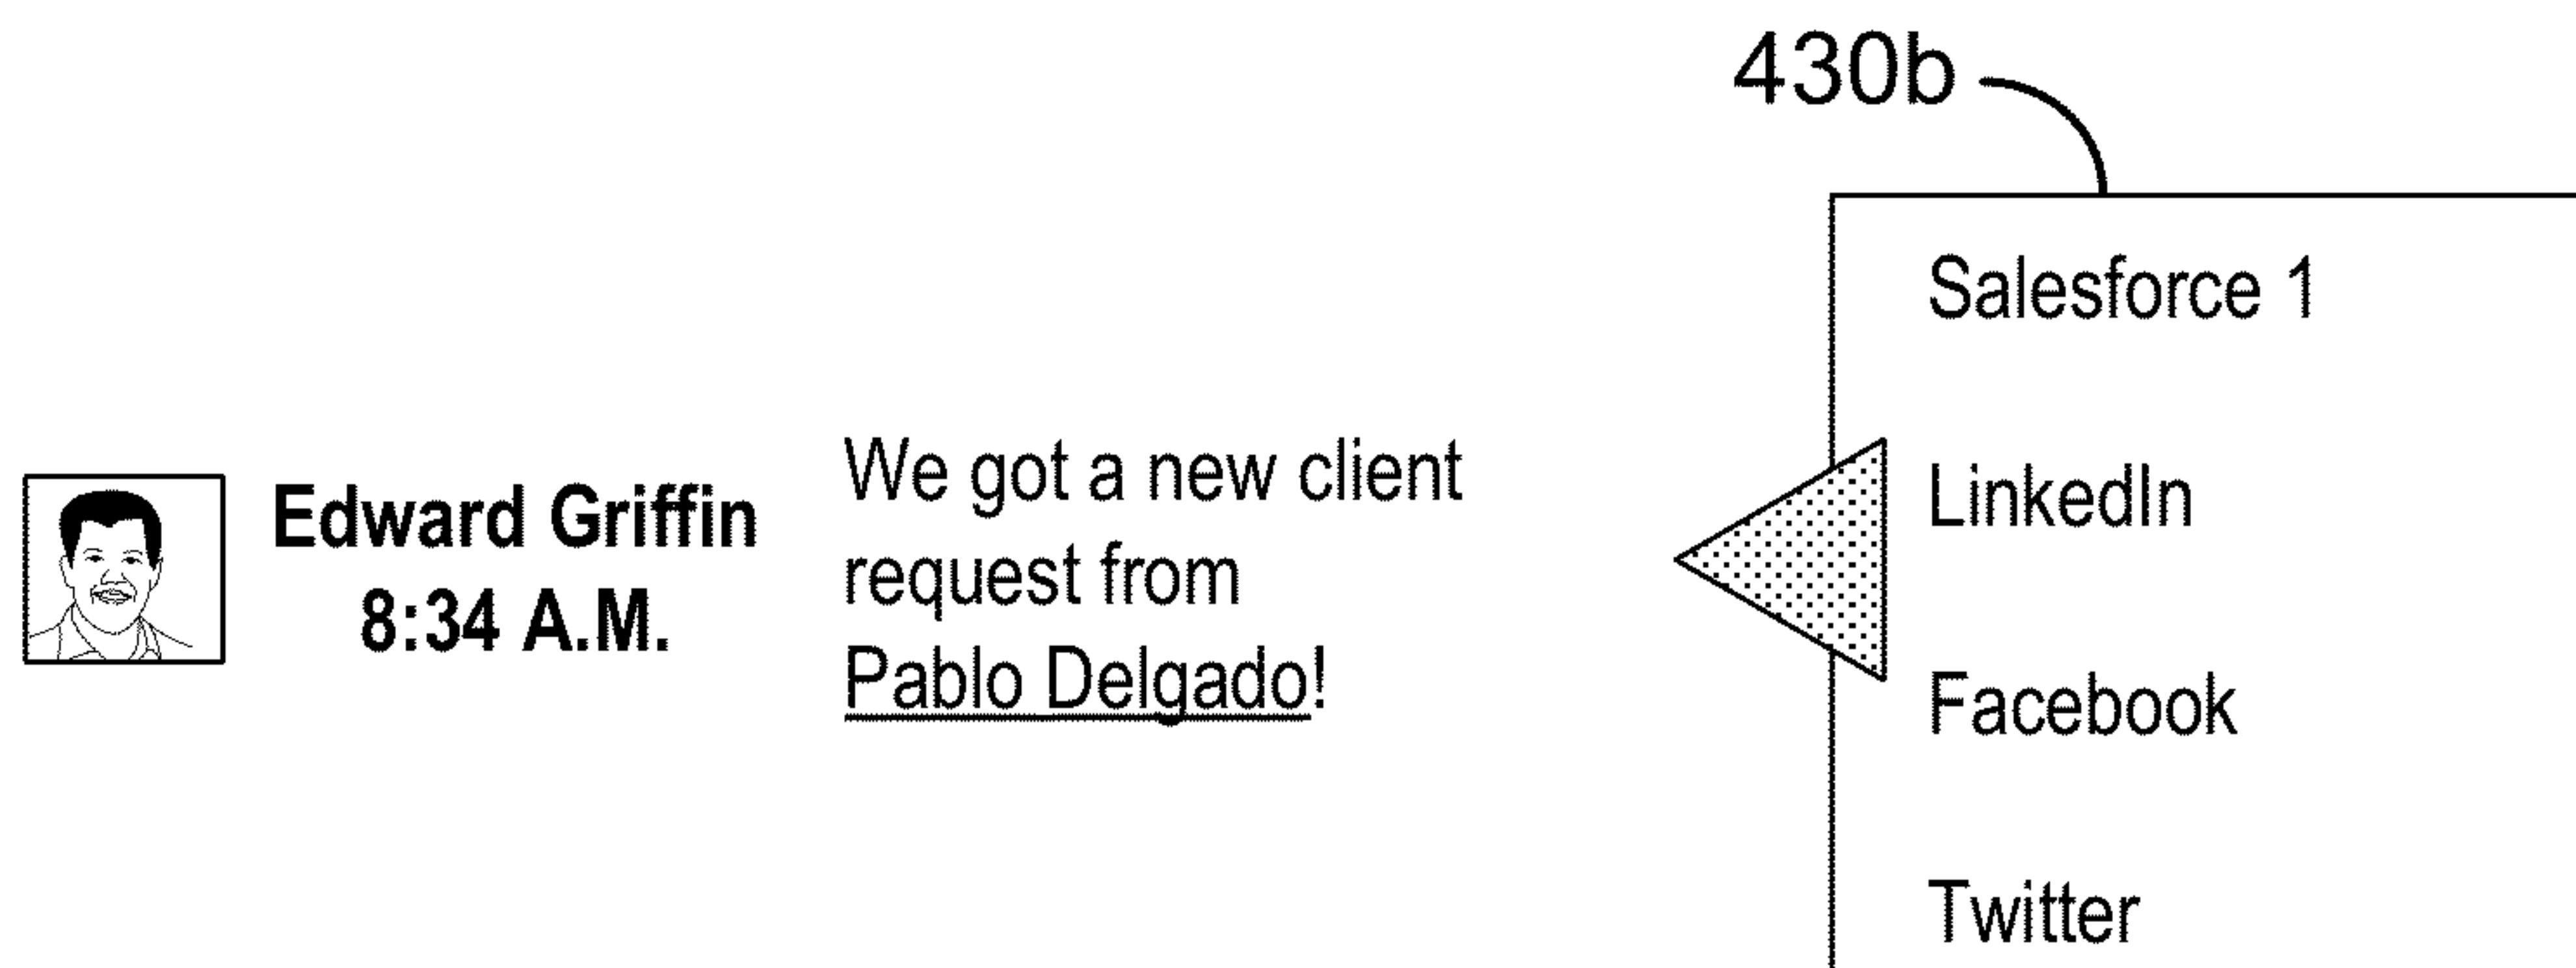 430b
Salesforce 1
LinkedIn
Facebook
Twitter
Edward Griffin
8:34 A.M.
We got a new client
request from
Pablo Delgado!